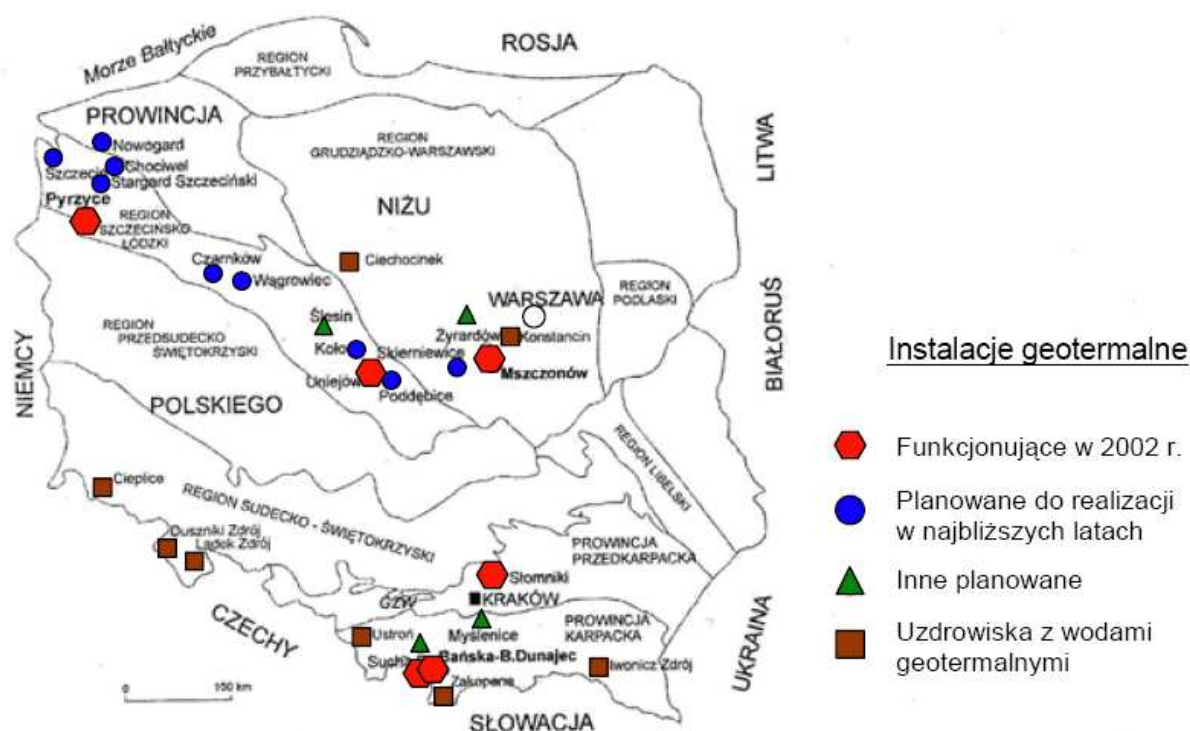 Morze Bałtyckie
ROSJA
REGION
PRZYBAŁTYCKI
PROWINCJA
Nowogard
REGION
GRUDZIĄDZKO-WARSZAWSKI
LITWA
Szczecin
Chociwel
Stargard Szczeciński
Pyrzyce
REGION
SZCZECIŃSKO
ŁÓDZKI
NIŻU
Czarnków
Wągrowiec
Ciechocinek
REGION
PODLASKI
BIAŁORUŚ
WARSZAWA
Ślesin
REGION
PRZEDSUDECKO
ŚWIĘTOKRZYSKI
Koło
Żyrardów
Konstancin
Skierniewice
Mszczonów
Uniejów
Poddębice
NIEMCY
POLSKIEGO
REGION LUBELSKI
Cieplice
REGION SUDECKO - ŚWIĘTOKRZYSKI
Duszniki Zdrój
Lądek Zdrój
PROWINCJA
PRZEDKARPACKA
Słomniki
GZW
KRAKÓW
CZECHY
Myślenice
PROWINCJA
KARPACKA
UKRAINA
Ustroń
Sucha
Bańska-B.Dunajec
Iwonicz Zdrój
Zakopane
0
150 km
SŁOWACJA
Instalacje geotermalne
Funkcjonujące w 2002 r.
Planowane do realizacji
w najbliższych latach
Inne planowane
Uzdrowiska z wodami
geotermalnymi